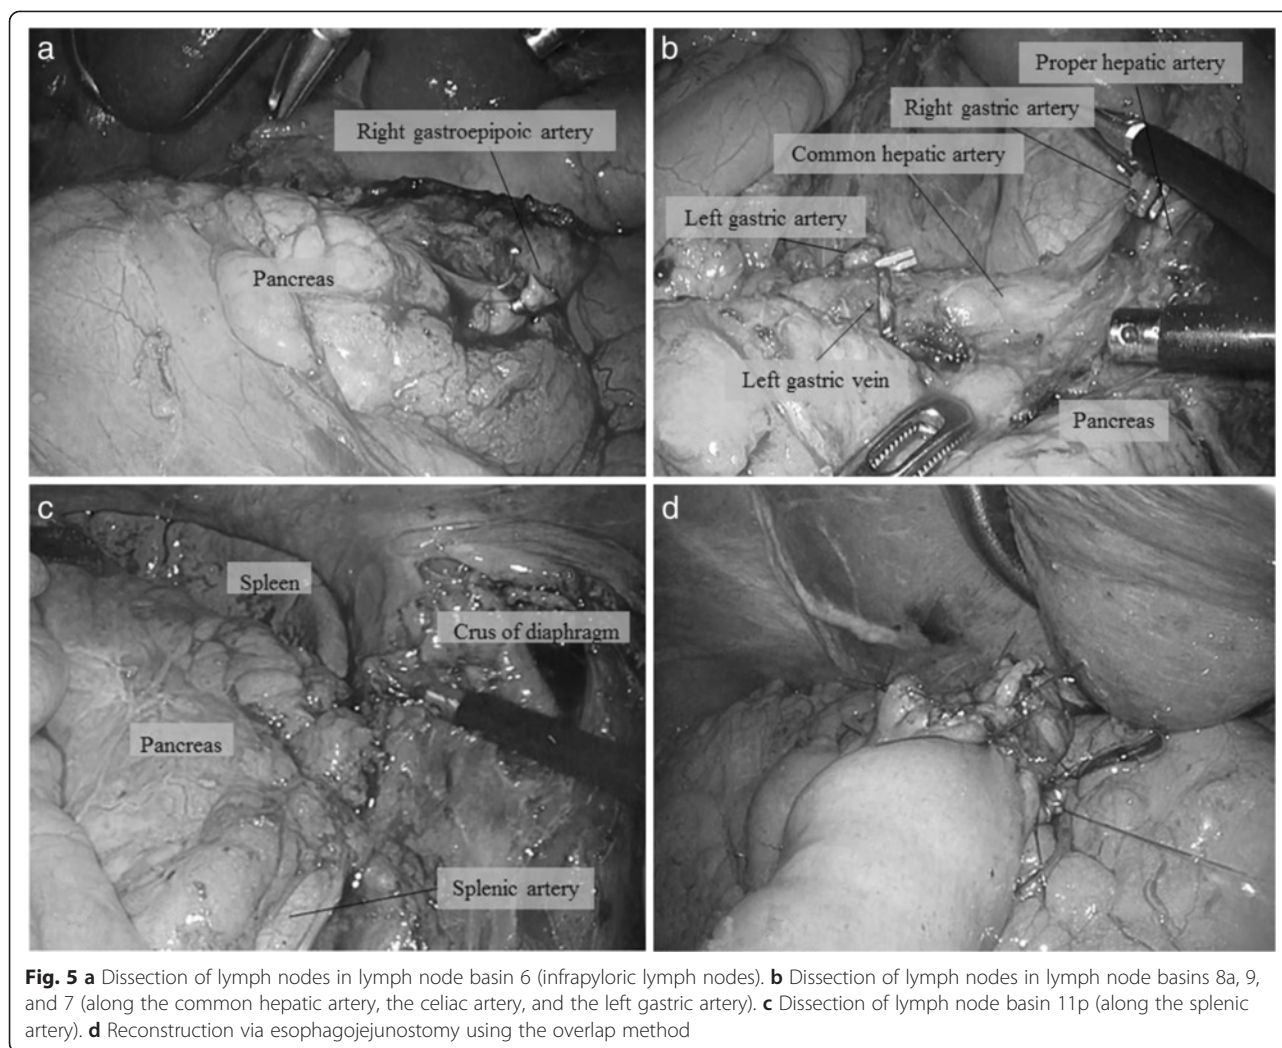 a
Right gastroepipoic artery
Pancreas
b
Proper hepatic artery
Right gastric artery
Common hepatic artery
Left gastric artery
Left gastric vein
Pancreas
c
Spleen
Crus of diaphragm
Pancreas
Splenic artery
d
Fig. 5 a Dissection of lymph nodes in lymph node basin 6 (infrapyloric lymph nodes). b Dissection of lymph nodes in lymph node basins 8a, 9,
and 7 (along the common hepatic artery, the celiac artery, and the left gastric artery). c Dissection of lymph node basin 11p (along the splenic
artery). d Reconstruction via esophagojejunostomy using the overlap method